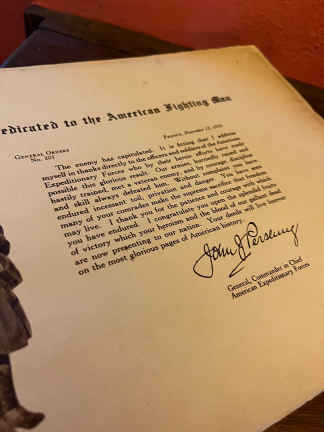 edicated to the American Fighting Man
General Orders
No. 203
France, November 12, 1918
The enemy has capitulated. It is fitting that I address
myself in thanks directly to the officers and soldiers of the American
Expeditionary Forces who by their heroic efforts have made
possible this glorious result. Our armies, hurriedly raised and
hastily trained, met a veteran enemy, and by courage, discipline
and skill always defeated him. Without complaint you have
endured incessant toil, privation and danger. You have seen
many of your comrades make the supreme sacrifice that freedom
may live. I thank you for the patience and courage with which
you have endured. I congratulate you upon the splendid fruits
of victory which your heroism and the blood of our gallant dead
are now presenting to our nation. Your deeds will live forever
on the most glorious pages of American history.
John J. Pershing
General, Commander in Chief
American Expeditionary Forces